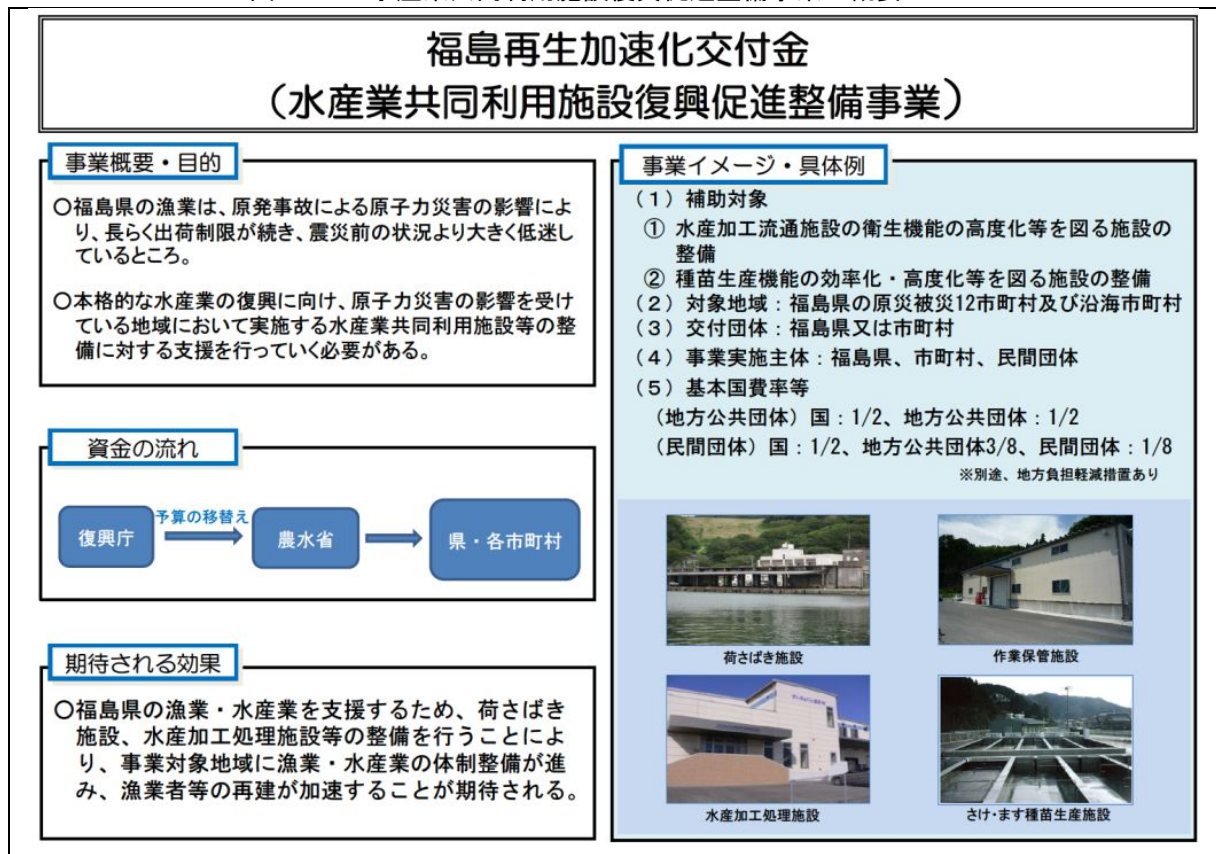 福島再生加速化交付金
（水産業共同利用施設復興促進整備事業）
事業概要・目的
〇福島県の漁業は、原発事故による原子力災害の影響によ
り、長らく出荷制限が続き、震災前の状況より大きく低迷し
ているところ。
〇本格的な水産業の復興に向け、原子力災害の影響を受け
ている地域において実施する水産業共同利用施設等の整
備に対する支援を行っていく必要がある。
資金の流れ
復興庁
予算の移替え
農水省
県・各市町村
期待される効果
〇福島県の漁業・水産業を支援するため、荷さばき
施設、水産加工処理施設等の整備を行うことによ
り、事業対象地域に漁業・水産業の体制整備が進
み、漁業者等の再建が加速することが期待される。
事業イメージ・具体例
（１）補助対象
① 水産加工流通施設の衛生機能の高度化等を図る施設の
整備
② 種苗生産機能の効率化・高度化等を図る施設の整備
（２）対象地域：福島県の原災被災12市町村及び沿海市町村
（３）交付団体：福島県又は市町村
（４）事業実施主体：福島県、市町村、民間団体
（５）基本国費率等
（地方公共団体）国：1/2、地方公共団体：1/2
（民間団体）国：1/2、地方公共団体3/8、民間団体：1/8
※別途、地方負担軽減措置あり
荷さばき施設
作業保管施設
水産加工処理施設
さけ・ます種苗生産施設